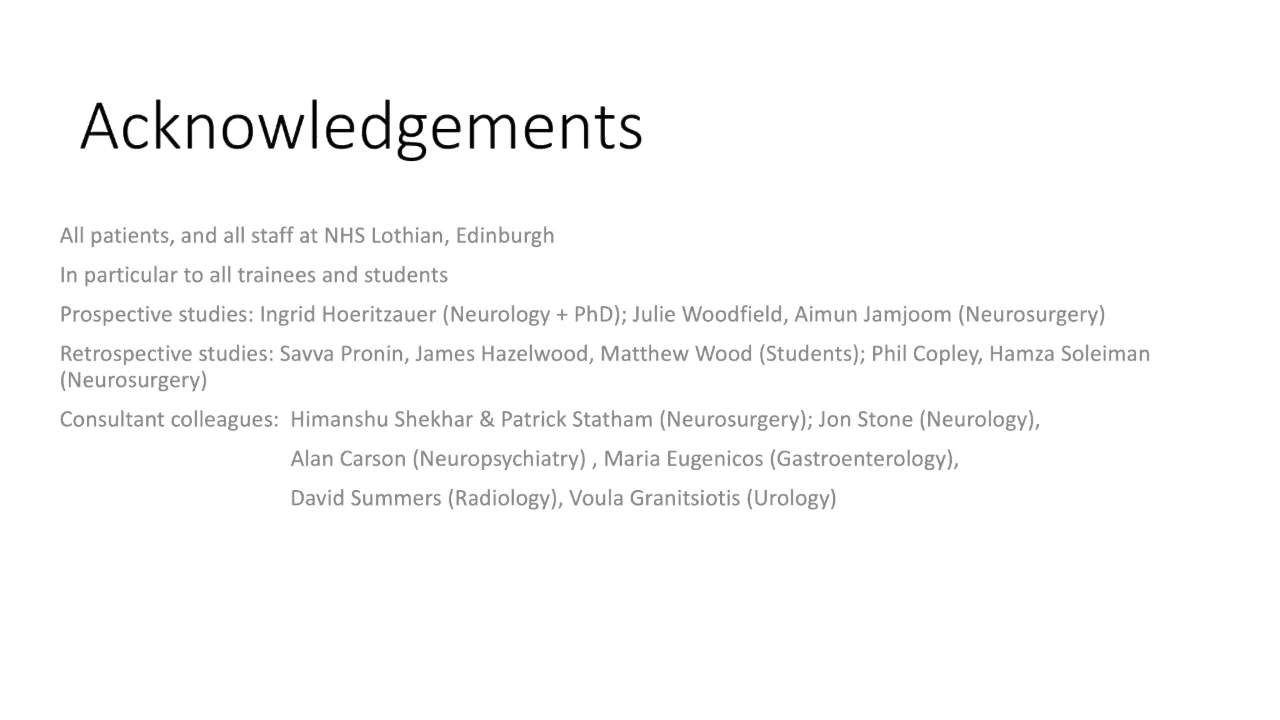 Acknowledgements
All patients, and all staff at NHS Lothian, Edinburgh
In particular to all trainees and students
Prospective studies: Ingrid Hoeritzauer (Neurology + PhD); Julie Woodfield, Aimun Jamjoom (Neurosurgery)
Retrospective studies: Savva Pronin, James Hazelwood, Matthew Wood (Students); Phil Copley, Hamza Soleiman
(Neurosurgery)
Consultant colleagues: Himanshu Shekhar & Patrick Statham (Neurosurgery); Jon Stone (Neurology),
Alan Carson (Neuropsychiatry) , Maria Eugenicos (Gastroenterology),
David Summers (Radiology), Voula Granitsiotis (Urology)